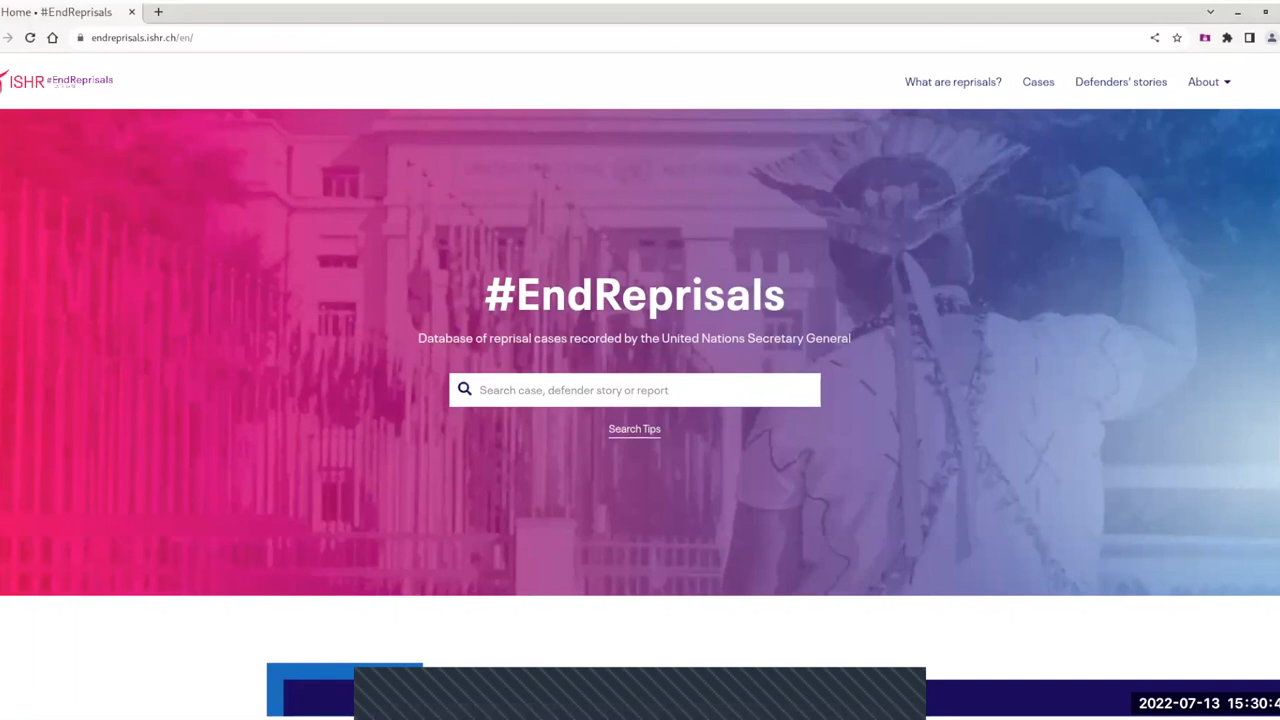 Home • #EndReprisals
endreprisals.ishr.ch/en/
ISHR #EndReprisals
What are reprisals? Cases Defenders' stories About
#EndReprisals
Database of reprisal cases recorded by the United Nations Secretary General
Search case, defender story or report
Search Tips
2022-07-13 15:30:4